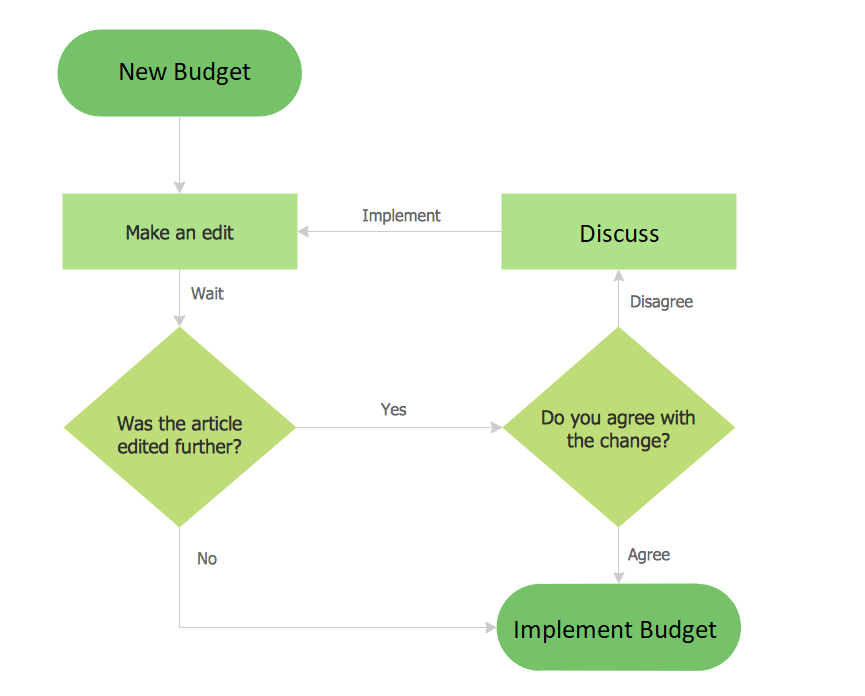 New Budget
Make an edit
Implement
Discuss
Wait
Disagree
Was the article
edited further?
Yes
Do you agree with
the change?
No
Agree
Implement Budget